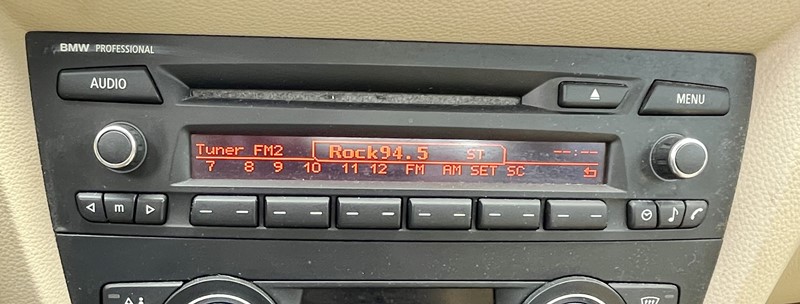 BMW PROFESSIONAL
AUDIO
MENU
Tuner FM2 Rock94.5 ST --:--
7 8 9 10 11 12 FM AM SET SC
m